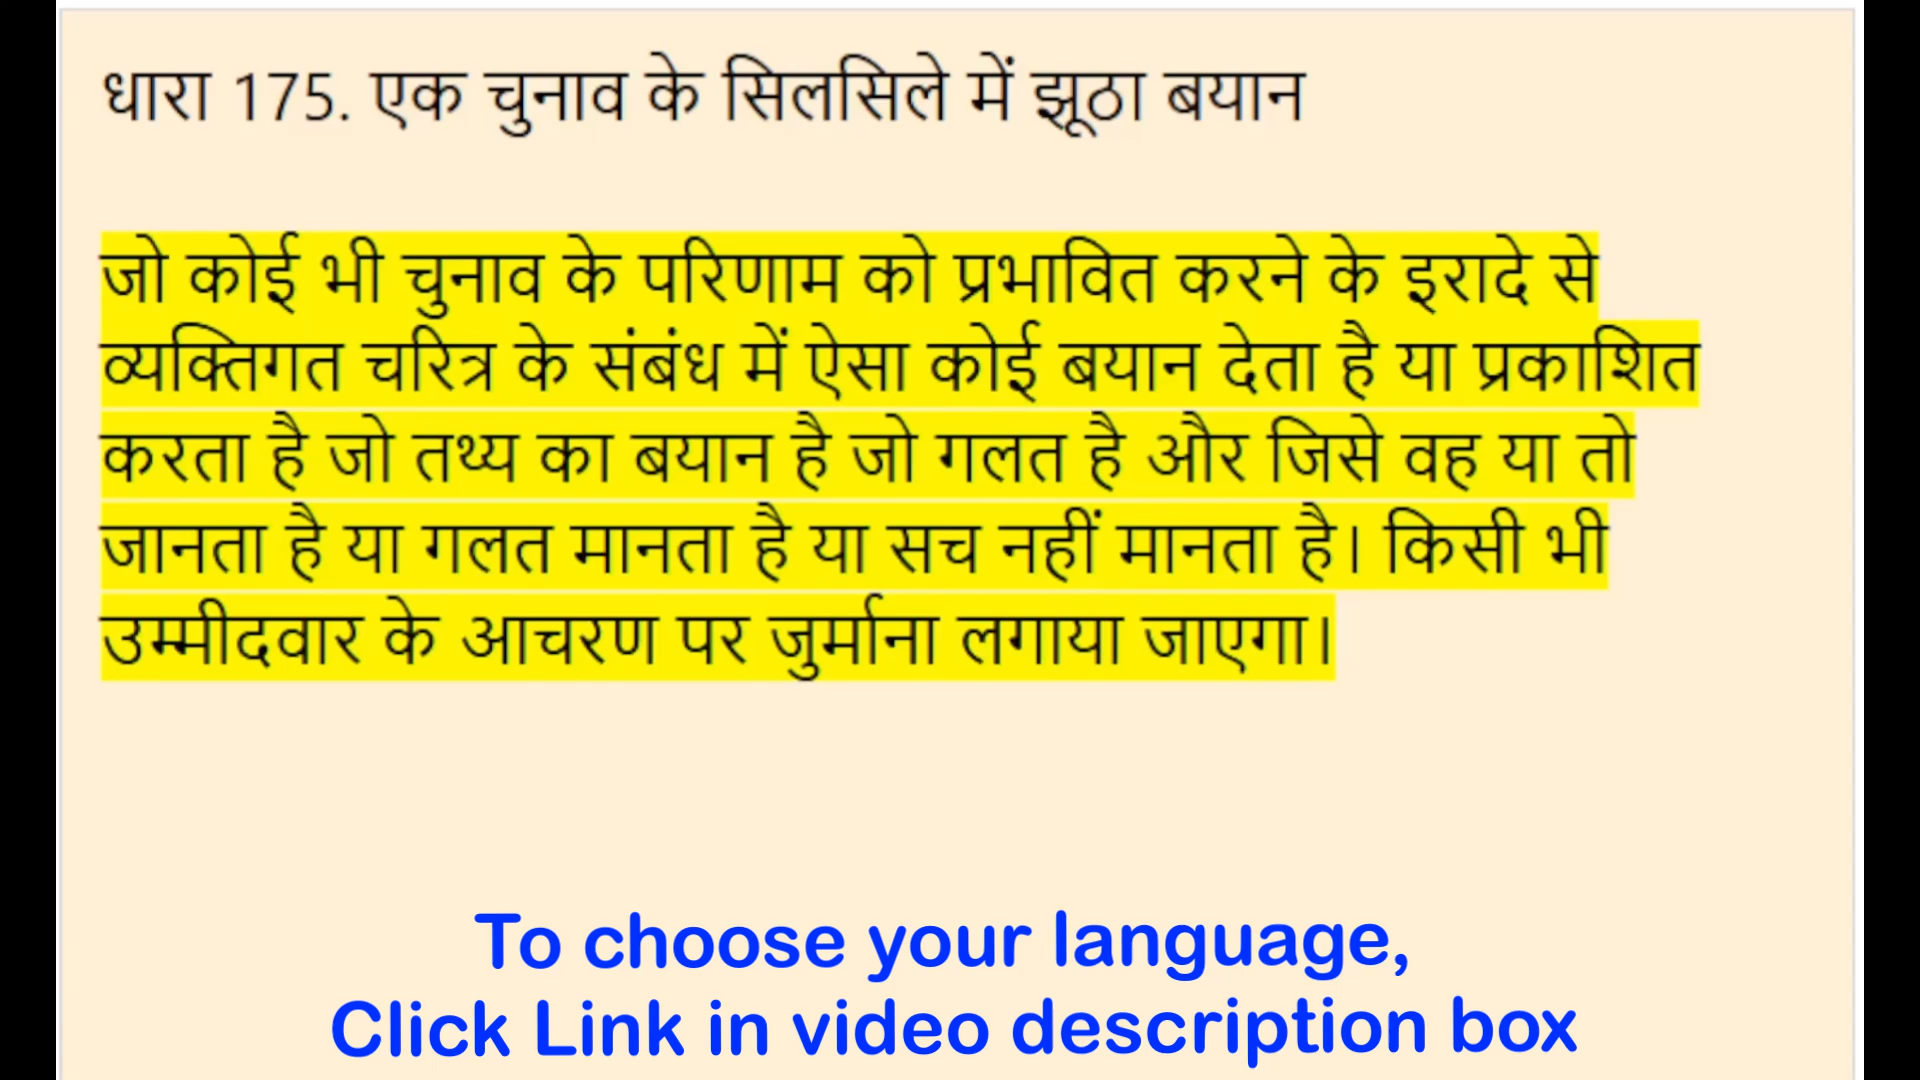 धारा 175. एक चुनाव के सिलसिले में झूठा बयान
जो कोई भी चुनाव के परिणाम को प्रभावित करने के इरादे से
व्यक्तिगत चरित्र के संबंध में ऐसा कोई बयान देता है या प्रकाशित
करता है जो तथ्य का बयान है जो गलत है और जिसे वह या तो
जानता है या गलत मानता है या सच नहीं मानता है। किसी भी
उम्मीदवार के आचरण पर जुर्माना लगाया जाएगा।
To choose your language,
Click Link in video description box